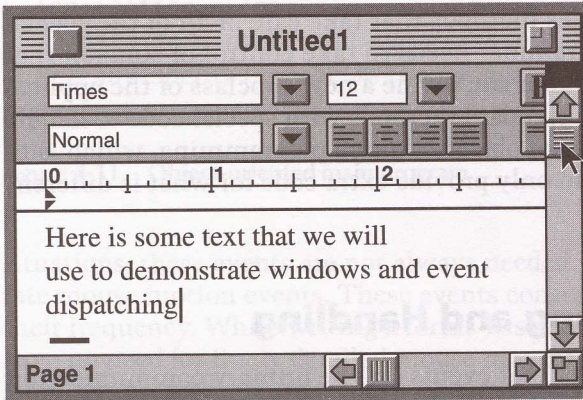 Untitled1
Times 12
Normal
0 1 2
Here is some text that we will
use to demonstrate windows and event
dispatching
Page 1